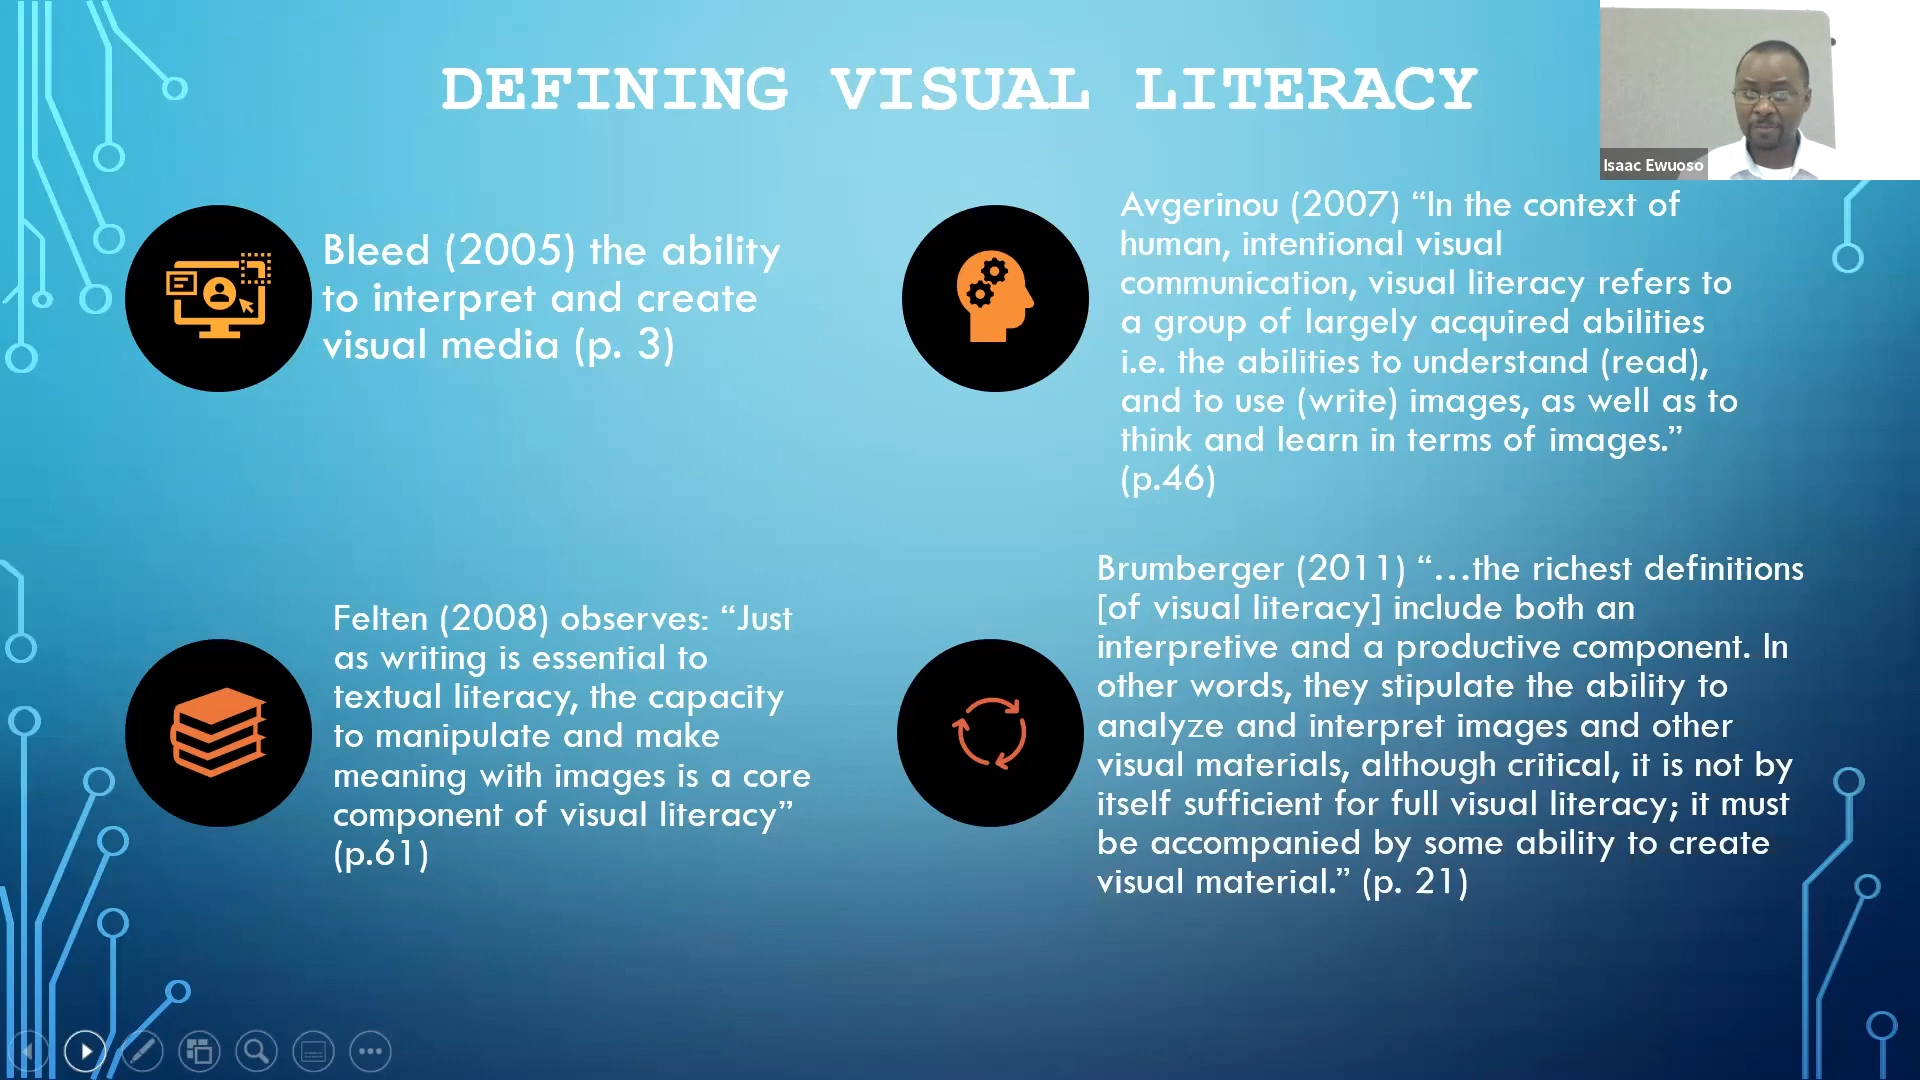 DEFINING VISUAL LITERACY
Isaac Ewuoso
Bleed (2005) the ability
to interpret and create
visual media (p. 3)
Avgerinou (2007) “In the context of
human, intentional visual
communication, visual literacy refers to
a group of largely acquired abilities
i.e. the abilities to understand (read),
and to use (write) images, as well as to
think and learn in terms of images.”
(p.46)
Felten (2008) observes: “Just
as writing is essential to
textual literacy, the capacity
to manipulate and make
meaning with images is a core
component of visual literacy”
(p.61)
Brumberger (2011) “…the richest definitions
[of visual literacy] include both an
interpretive and a productive component. In
other words, they stipulate the ability to
analyze and interpret images and other
visual materials, although critical, it is not by
itself sufficient for full visual literacy; it must
be accompanied by some ability to create
visual material.” (p. 21)